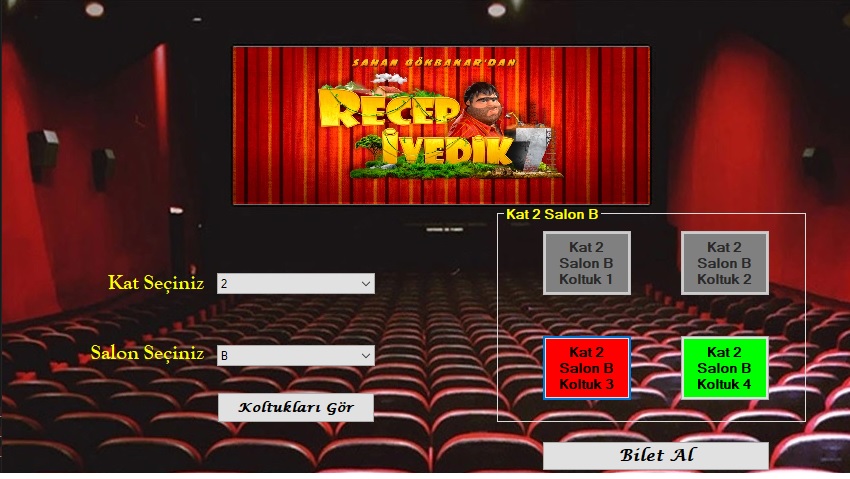 SAHAN GÖKBAKAR'DAN
RECEP
İVEDİK
Kat Seçiniz
2
Salon Seçiniz
B
Koltukları Gör
Kat 2 Salon B
Kat 2
Salon B
Koltuk 1
Kat 2
Salon B
Koltuk 2
Kat 2
Salon B
Koltuk 3
Kat 2
Salon B
Koltuk 4
Bilet Al